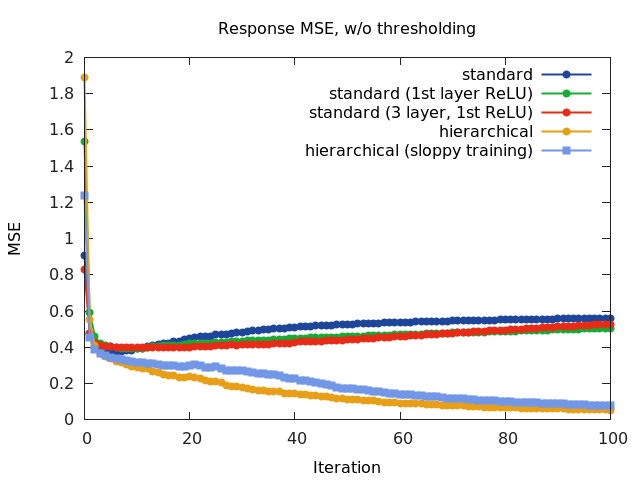 Response MSE, w/o thresholding
MSE
2
1.8
1.6
1.4
1.2
1
0.8
0.6
0.4
0.2
0
standard
standard (1st layer ReLU)
standard (3 layer, 1st ReLU)
hierarchical
hierarchical (sloppy training)
0 20 40 60 80 100
Iteration